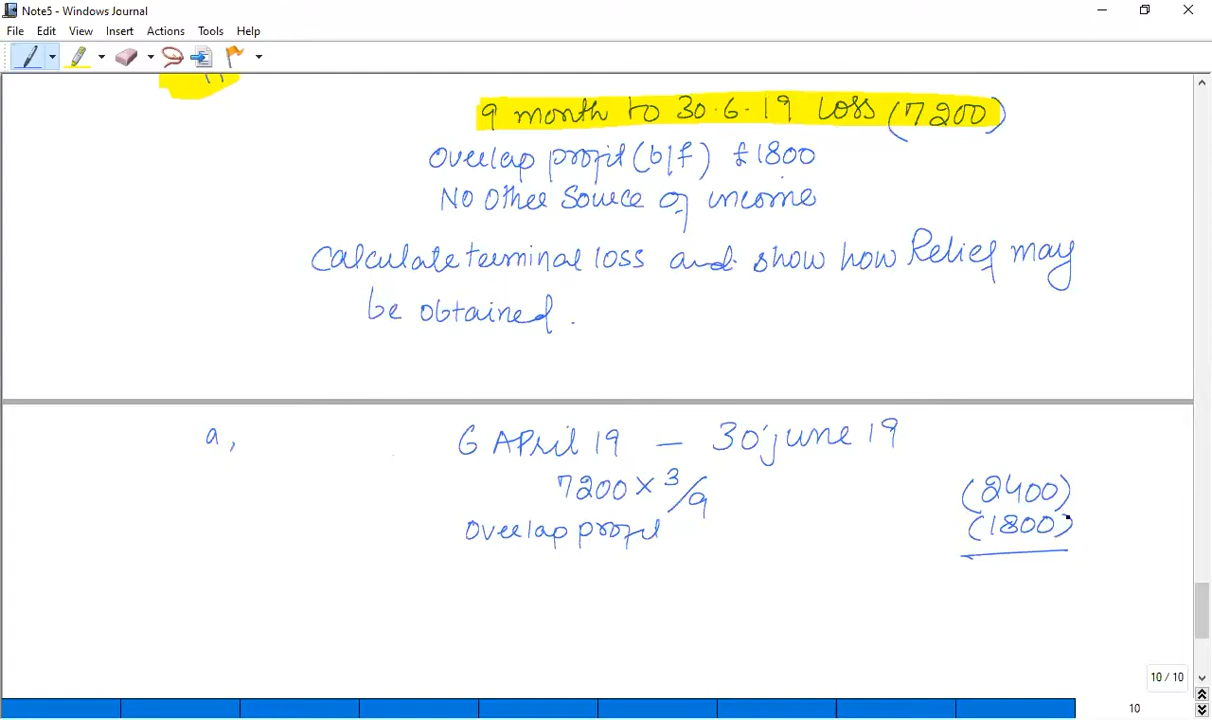 Note5 - Windows Journal
File Edit View Insert Actions Tools Help
9 month to 30.6.19 Loss (7200)
Overlap profit (b/f) £1800
No Other Source of income
Calculate terminal loss and show how Relief may
be obtained.
a, 6 April 19 — 30 june 19
7200 × 3/9 (2400)
Overlap profit (1800)
10 / 10
10